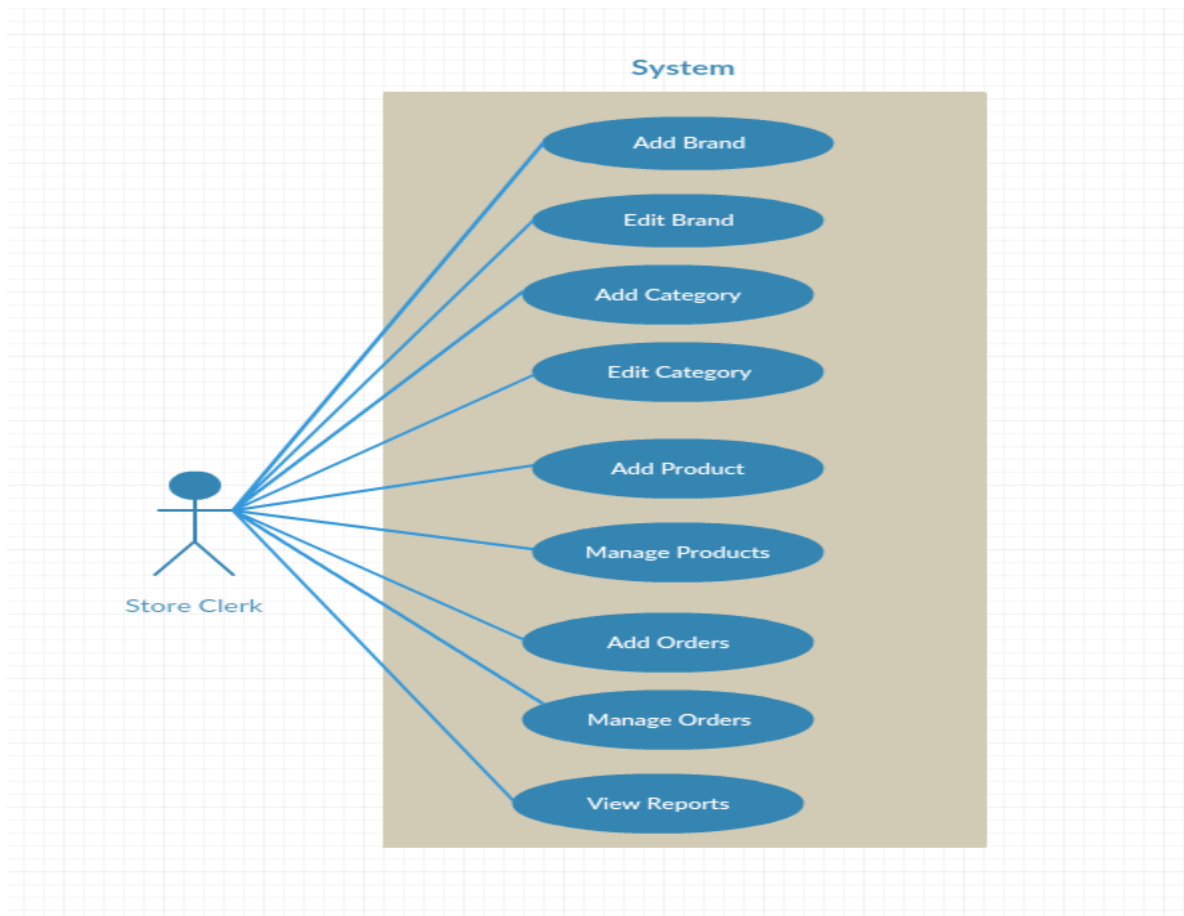 System
Add Brand
Edit Brand
Add Category
Edit Category
Add Product
Manage Products
Store Clerk
Add Orders
Manage Orders
View Reports